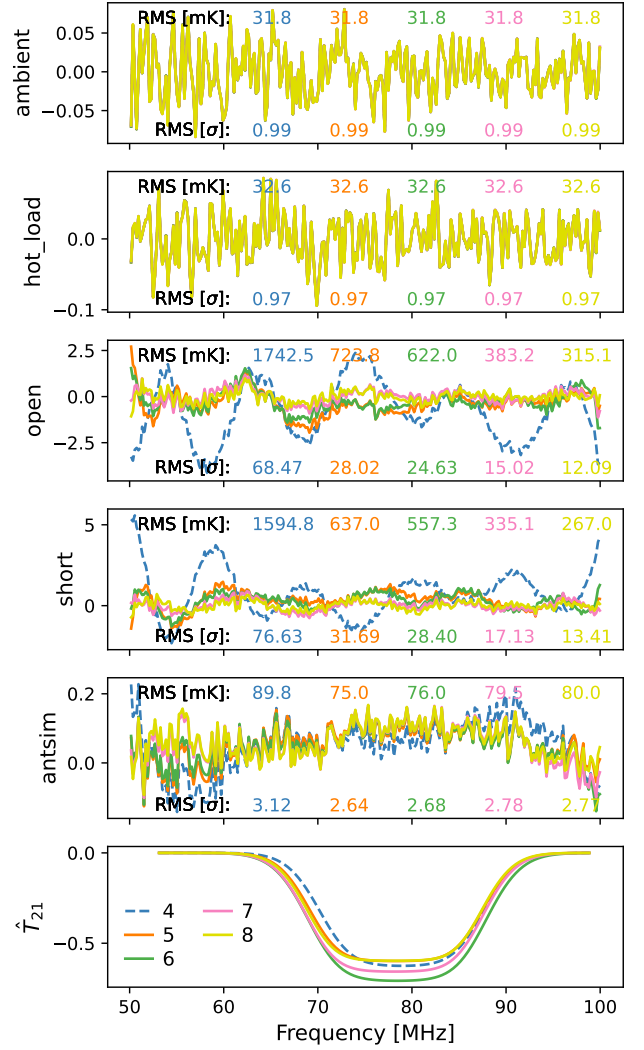 RMS [mK]: 31.8 31.8 31.8 31.8 31.8
0.05
0.00
−0.05
ambient
RMS [σ]: 0.99 0.99 0.99 0.99 0.99
RMS [mK]: 32.6 32.6 32.6 32.6 32.6
0.0
−0.1
hot_load
RMS [σ]: 0.97 0.97 0.97 0.97 0.97
RMS [mK]: 1742.5 723.8 622.0 383.2 315.1
2.5
0.0
−2.5
open
RMS [σ]: 68.47 28.02 24.63 15.02 12.09
RMS [mK]: 1594.8 637.0 557.3 335.1 267.0
5
0
short
RMS [σ]: 76.63 31.69 28.40 17.13 13.41
RMS [mK]: 89.8 75.0 76.0 79.5 80.0
0.2
0.0
antsim
RMS [σ]: 3.12 2.64 2.68 2.78 2.77
0.0
−0.5
T̂21
4 7
5 8
6
50 60 70 80 90 100
Frequency [MHz]